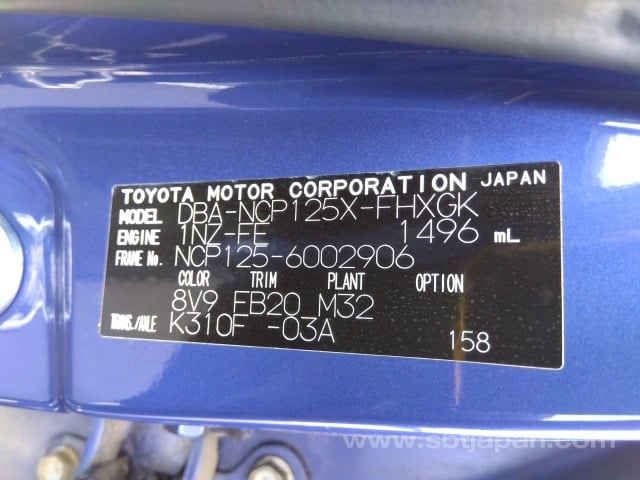 TOYOTA MOTOR CORPORATION JAPAN
MODEL DBA-NCP125X-FHXGK
ENGINE 1NZ-FE 1496 mL
FRAME No. NCP125-6002906
COLOR TRIM PLANT OPTION
8V9 EB20 M32
TRANS./AXLE K310F -03A 158
www.sbtjapan.com